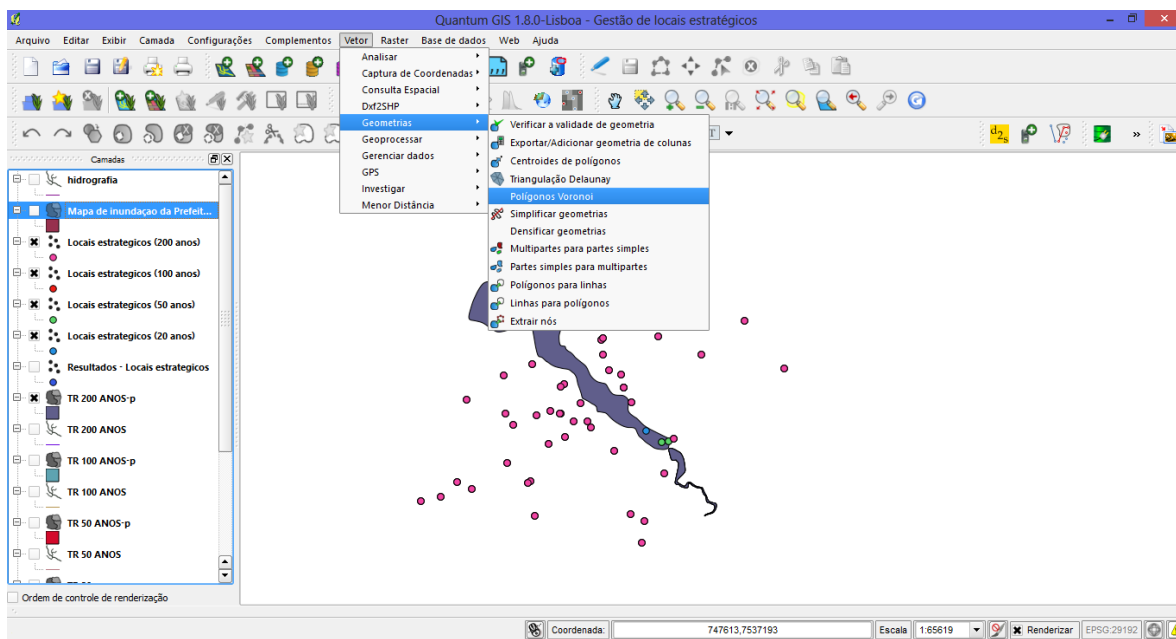 Quantum GIS 1.8.0-Lisboa - Gestão de locais estratégicos
Arquivo Editar Exibir Camada Configurações Complementos Vetor Raster Base de dados Web Ajuda
Analisar
Captura de Coordenadas
Consulta Espacial
Dxf2SHP
Geometrias
Geoprocessar
Gerenciar dados
GPS
Investigar
Menor Distância
Verificar a validade de geometria
Exportar/Adicionar geometria de colunas
Centroides de polígonos
Triangulação Delaunay
Polígonos Voronoi
Simplificar geometrias
Densificar geometrias
Multipartes para partes simples
Partes simples para multipartes
Polígonos para linhas
Linhas para polígonos
Extrair nós
Camadas
hidrografia
Mapa de inundaçao da Prefeit...
Locais estrategicos (200 anos)
Locais estrategicos (100 anos)
Locais estrategicos (50 anos)
Locais estrategicos (20 anos)
Resultados - Locais estrategicos
TR 200 ANOS-p
TR 200 ANOS
TR 100 ANOS-p
TR 100 ANOS
TR 50 ANOS-p
TR 50 ANOS
Ordem de controle de renderização
Coordenada: 747613,7537193 Escala 1:65619 Renderizar EPSG:29192